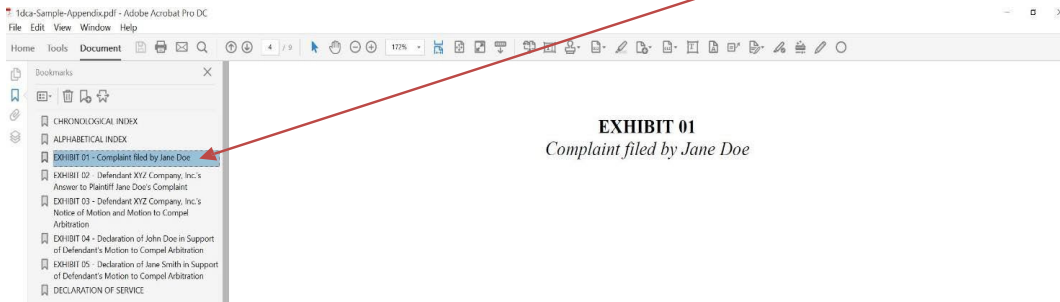 1dca-Sample-Appendix.pdf - Adobe Acrobat Pro DC
File Edit View Window Help
Home Tools Document 4 / 9 172%
Bookmarks
CHRONOLOGICAL INDEX
ALPHABETICAL INDEX
EXHIBIT 01 - Complaint filed by Jane Doe
EXHIBIT 02 - Defendant XYZ Company, Inc.'s
Answer to Plaintiff Jane Doe's Complaint
EXHIBIT 03 - Defendant XYZ Company, Inc.'s
Notice of Motion and Motion to Compel
Arbitration
EXHIBIT 04 - Declaration of John Doe in Support
of Defendant's Motion to Compel Arbitration
EXHIBIT 05 - Declaration of Jane Smith in Support
of Defendant's Motion to Compel Arbitration
DECLARATION OF SERVICE
EXHIBIT 01
Complaint filed by Jane Doe